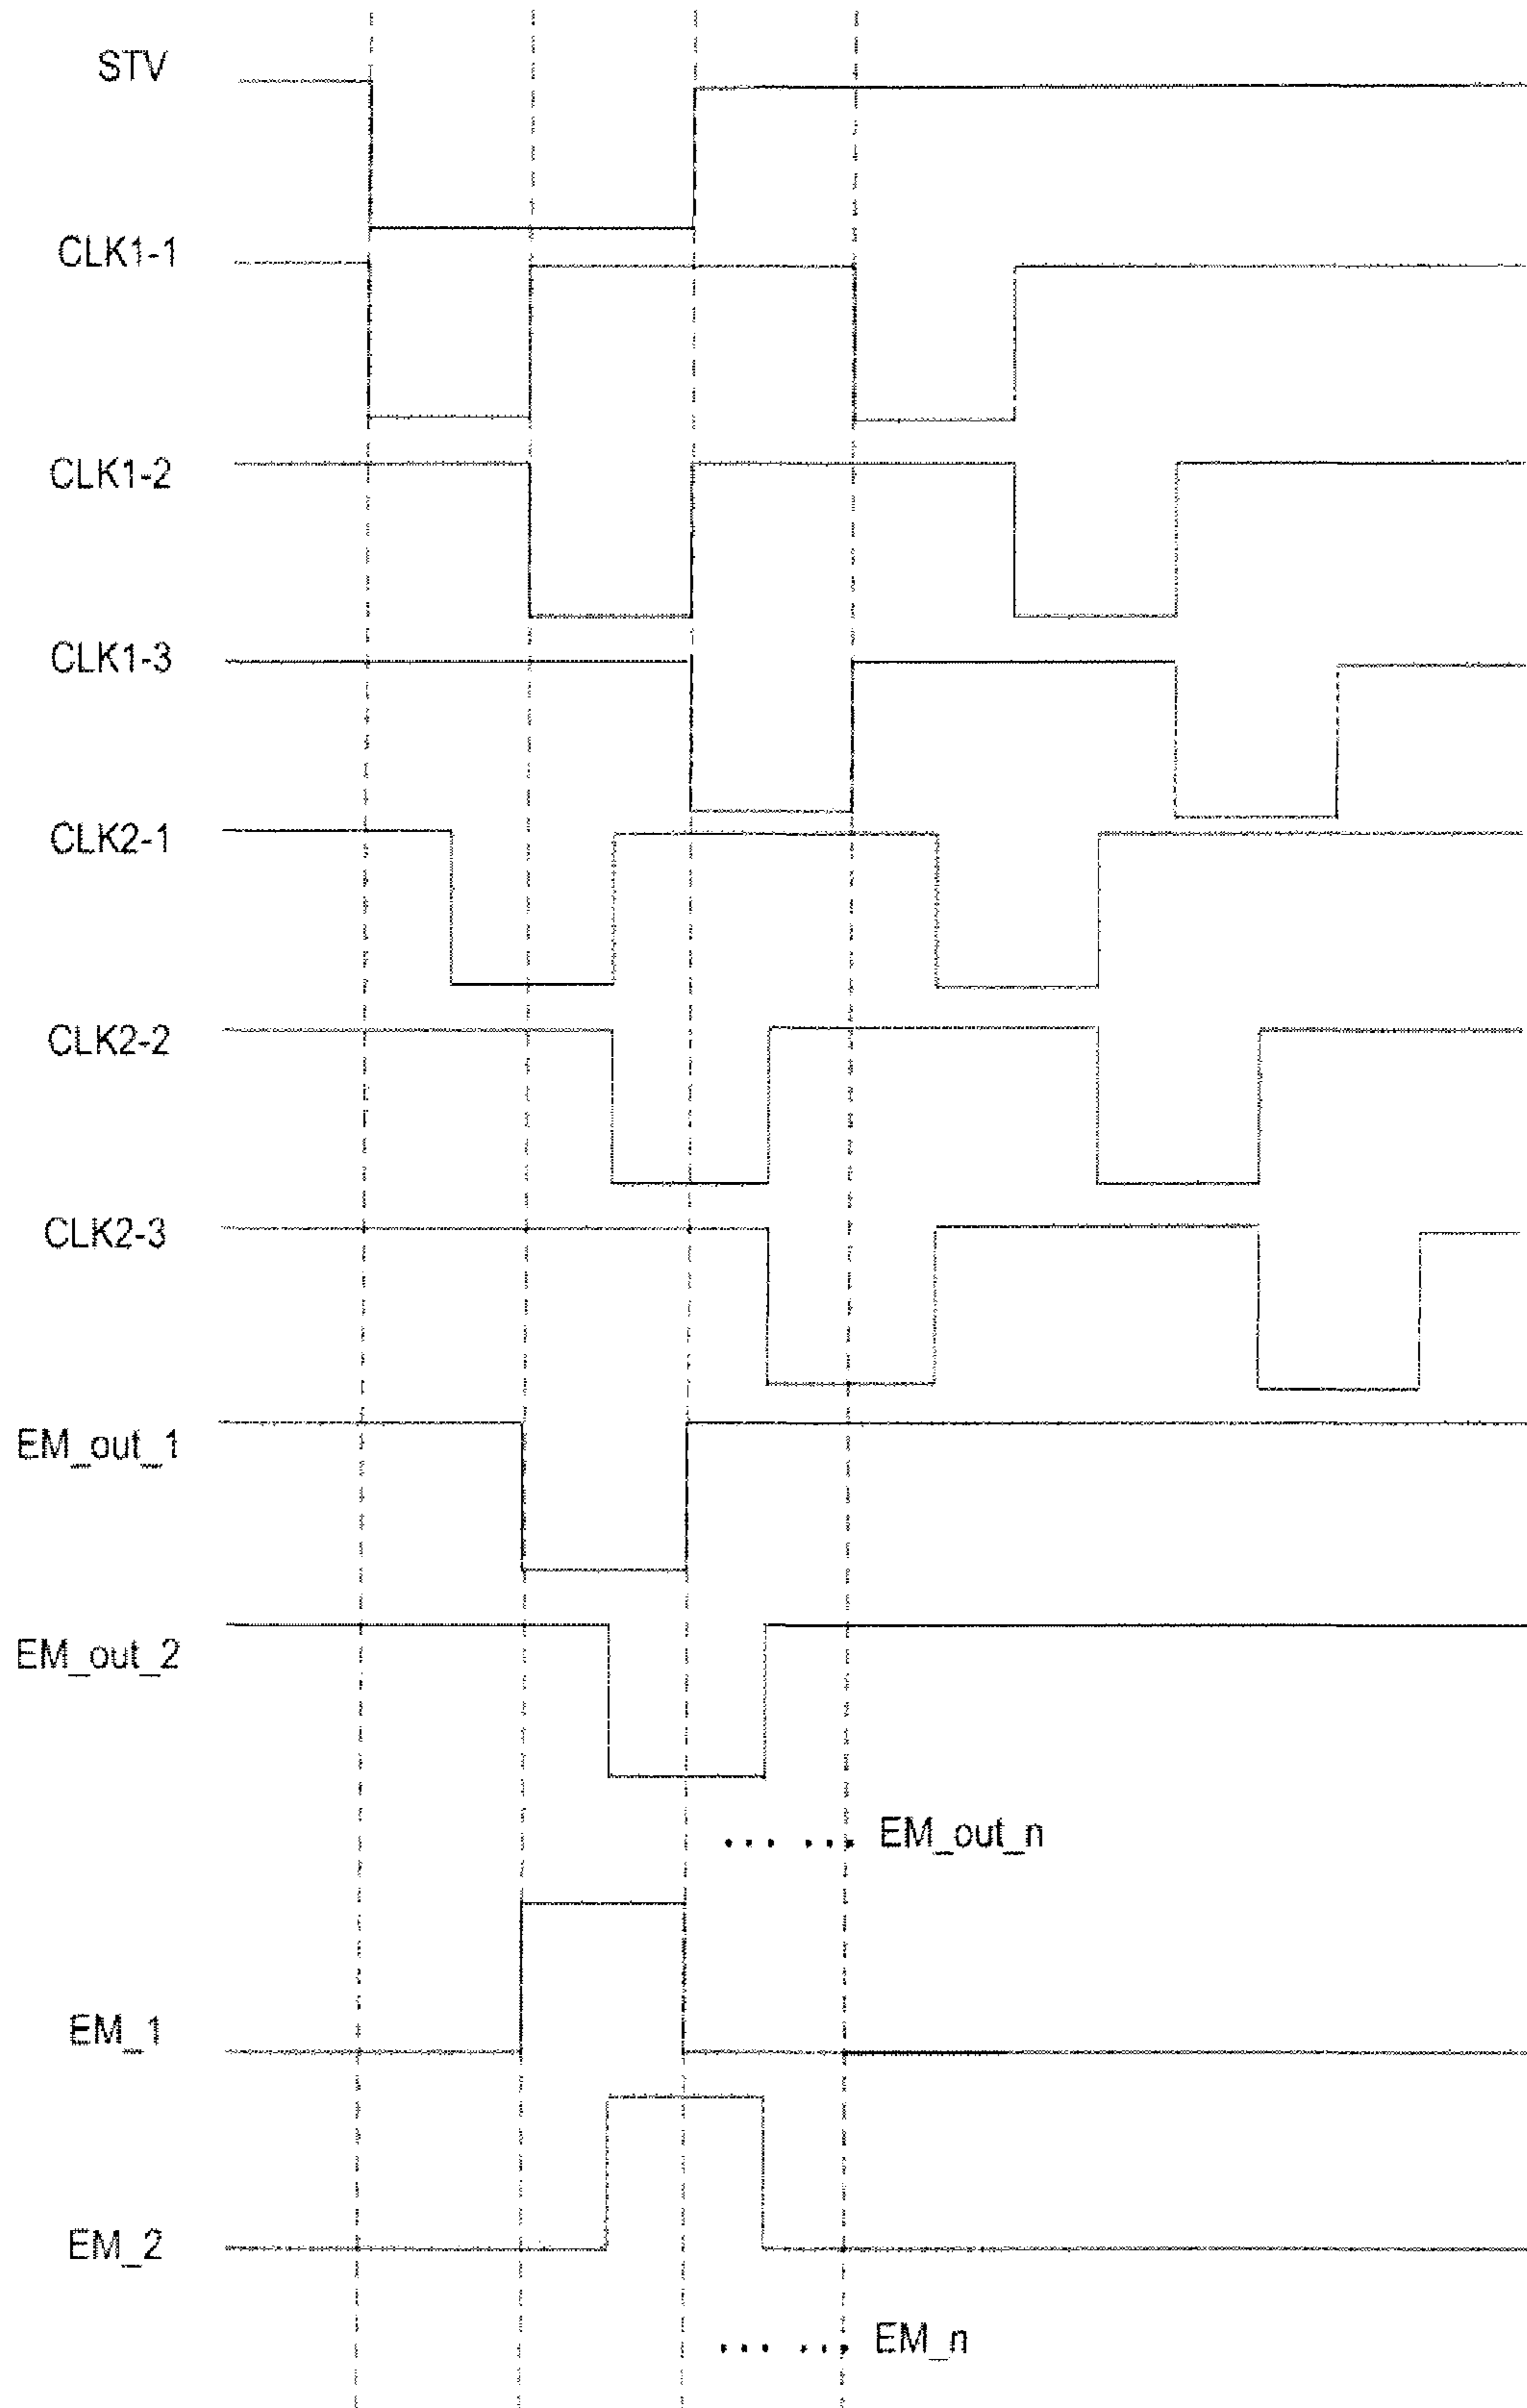 STV
CLK1-1
CLK1-2
CLK1-3
CLK2-1
CLK2-2
CLK2-3
EM_out_1
EM_out_2
... ... EM_out_n
EM_1
EM_2
... ... EM_n